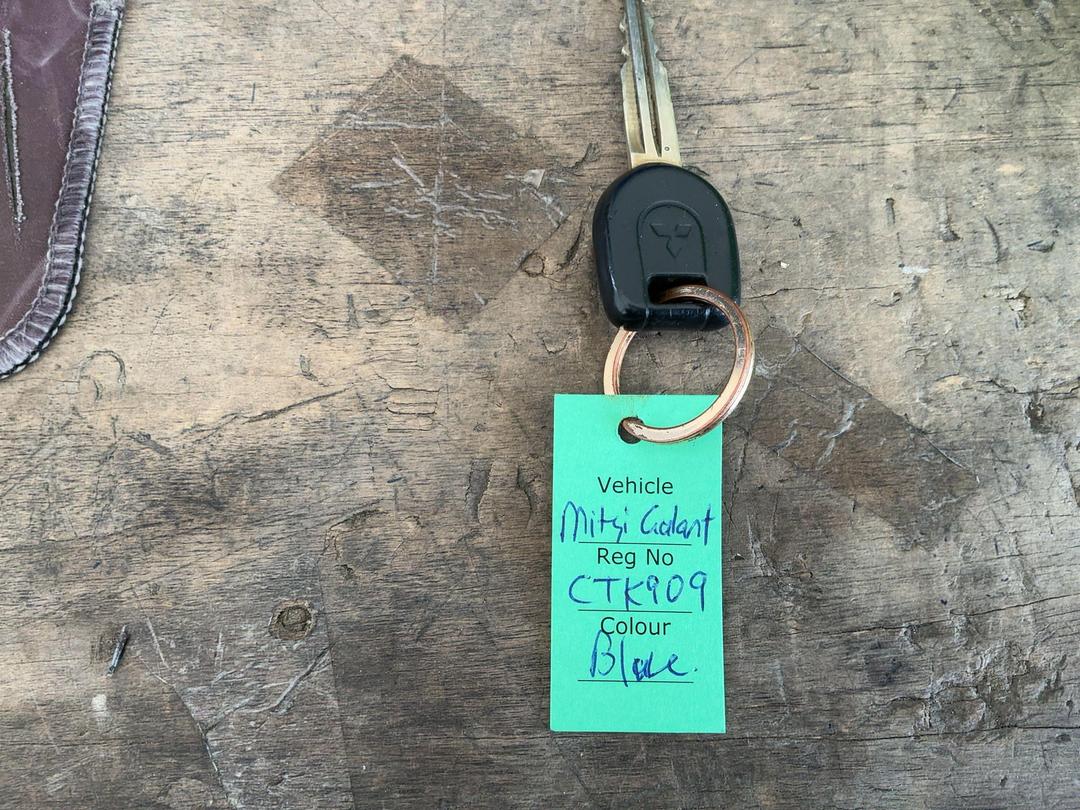 Vehicle
Mitsi Galant
Reg No
CTK909
Colour
Blue